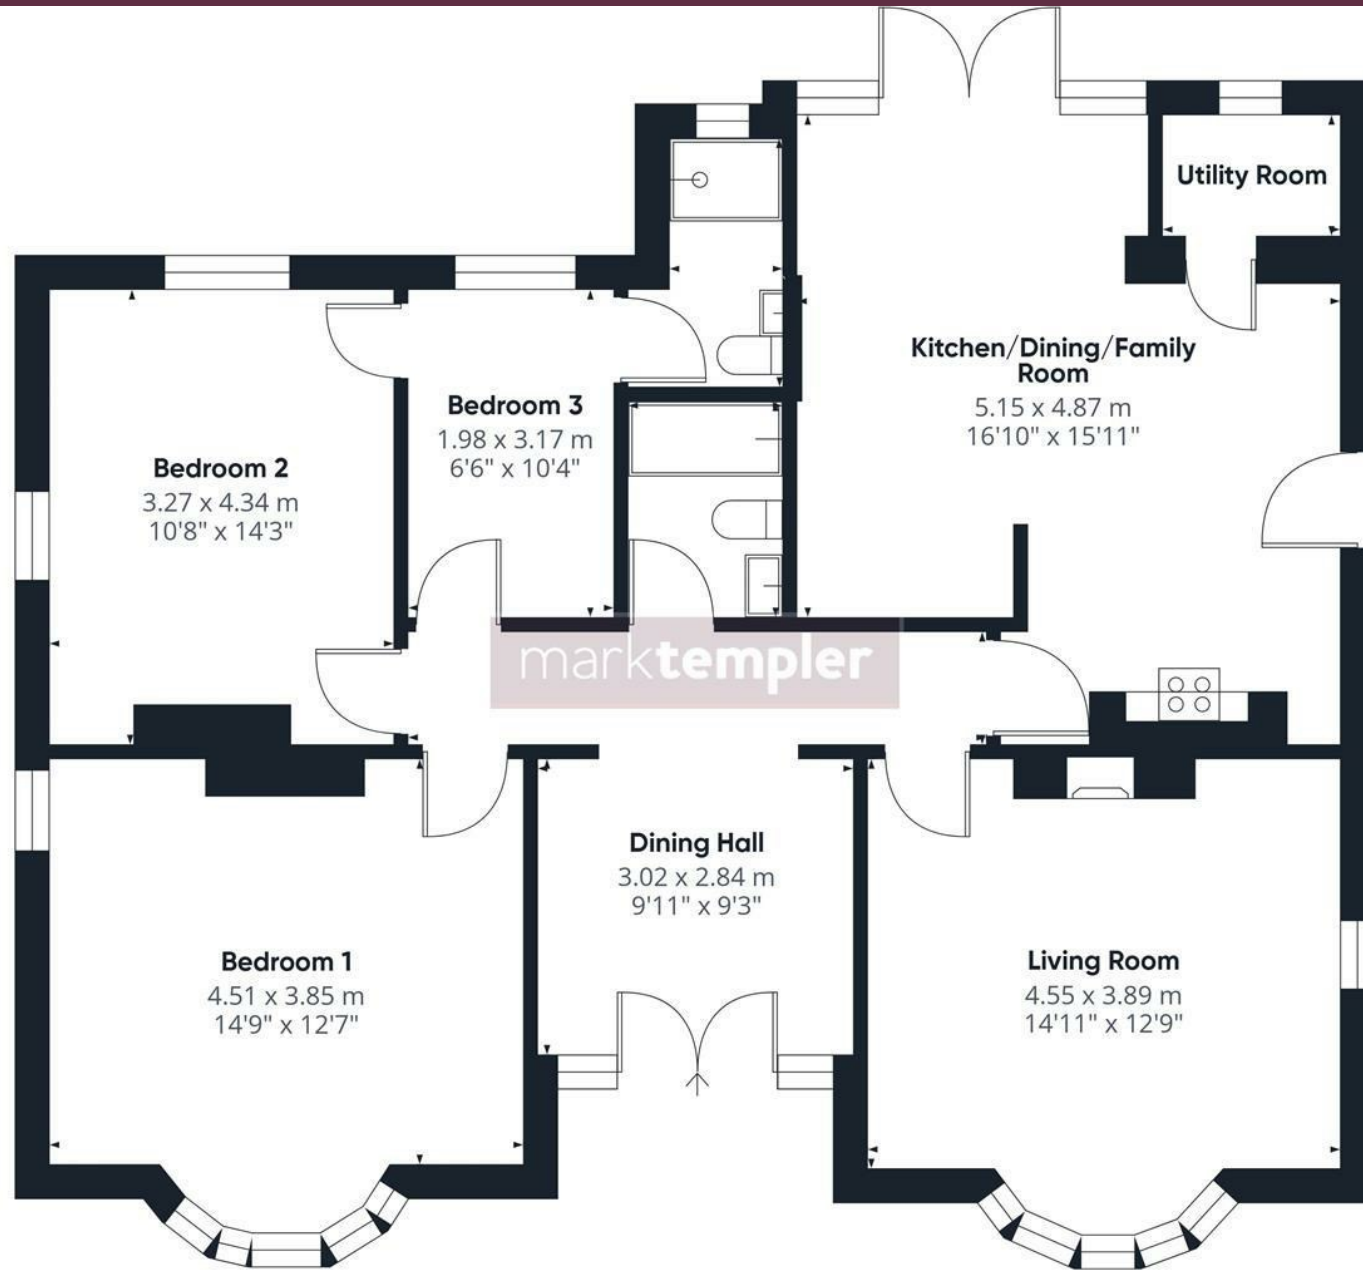 Utility Room
Kitchen/Dining/Family
Room
5.15 x 4.87 m
16'10" x 15'11"
Bedroom 3
1.98 x 3.17 m
6'6" x 10'4"
Bedroom 2
3.27 x 4.34 m
10'8" x 14'3"
marktempler
Dining Hall
3.02 x 2.84 m
9'11" x 9'3"
Bedroom 1
4.51 x 3.85 m
14'9" x 12'7"
Living Room
4.55 x 3.89 m
14'11" x 12'9"